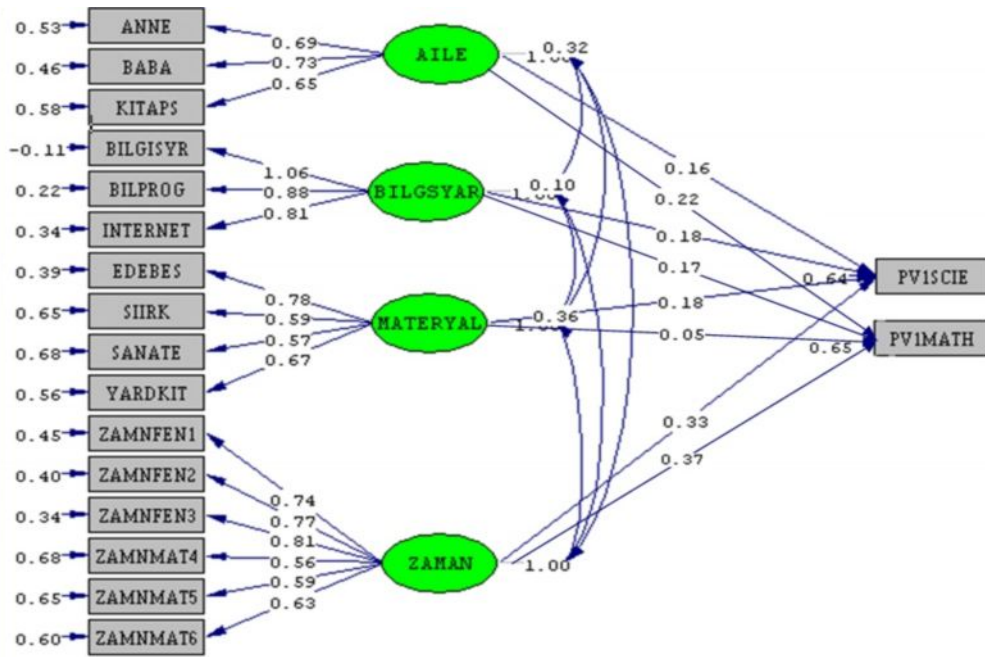 0.53 ANNE
0.46 BABA
0.58 KITAPS
-0.11 BILGISYR
0.22 BILPROG
0.34 INTERNET
0.39 EDEBES
0.65 SIIRK
0.68 SANATE
0.56 YARDKIT
0.45 ZAMNFEN1
0.40 ZAMNFEN2
0.34 ZAMNFEN3
0.68 ZAMNMAT4
0.65 ZAMNMAT5
0.60 ZAMNMAT6
0.69
0.73
0.65
1.06
0.88
0.81
0.78
0.59
0.57
0.67
0.74
0.77
0.81
0.56
0.59
0.63
AILE
BILGSYAR
MATERYAL
ZAMAN
0.32
0.10
0.36
1.00
0.16
0.22
0.18
0.17
0.18
0.05
0.33
0.37
0.64 PV1SCIE
0.65 PV1MATH